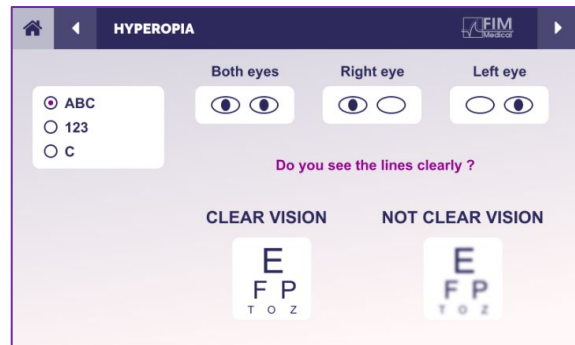 HYPEROPIA
FIM
Medical
Both eyes
Right eye
Left eye
ABC
123
C
Do you see the lines clearly ?
CLEAR VISION
NOT CLEAR VISION
E
F P
T O Z
E
F P
T O Z